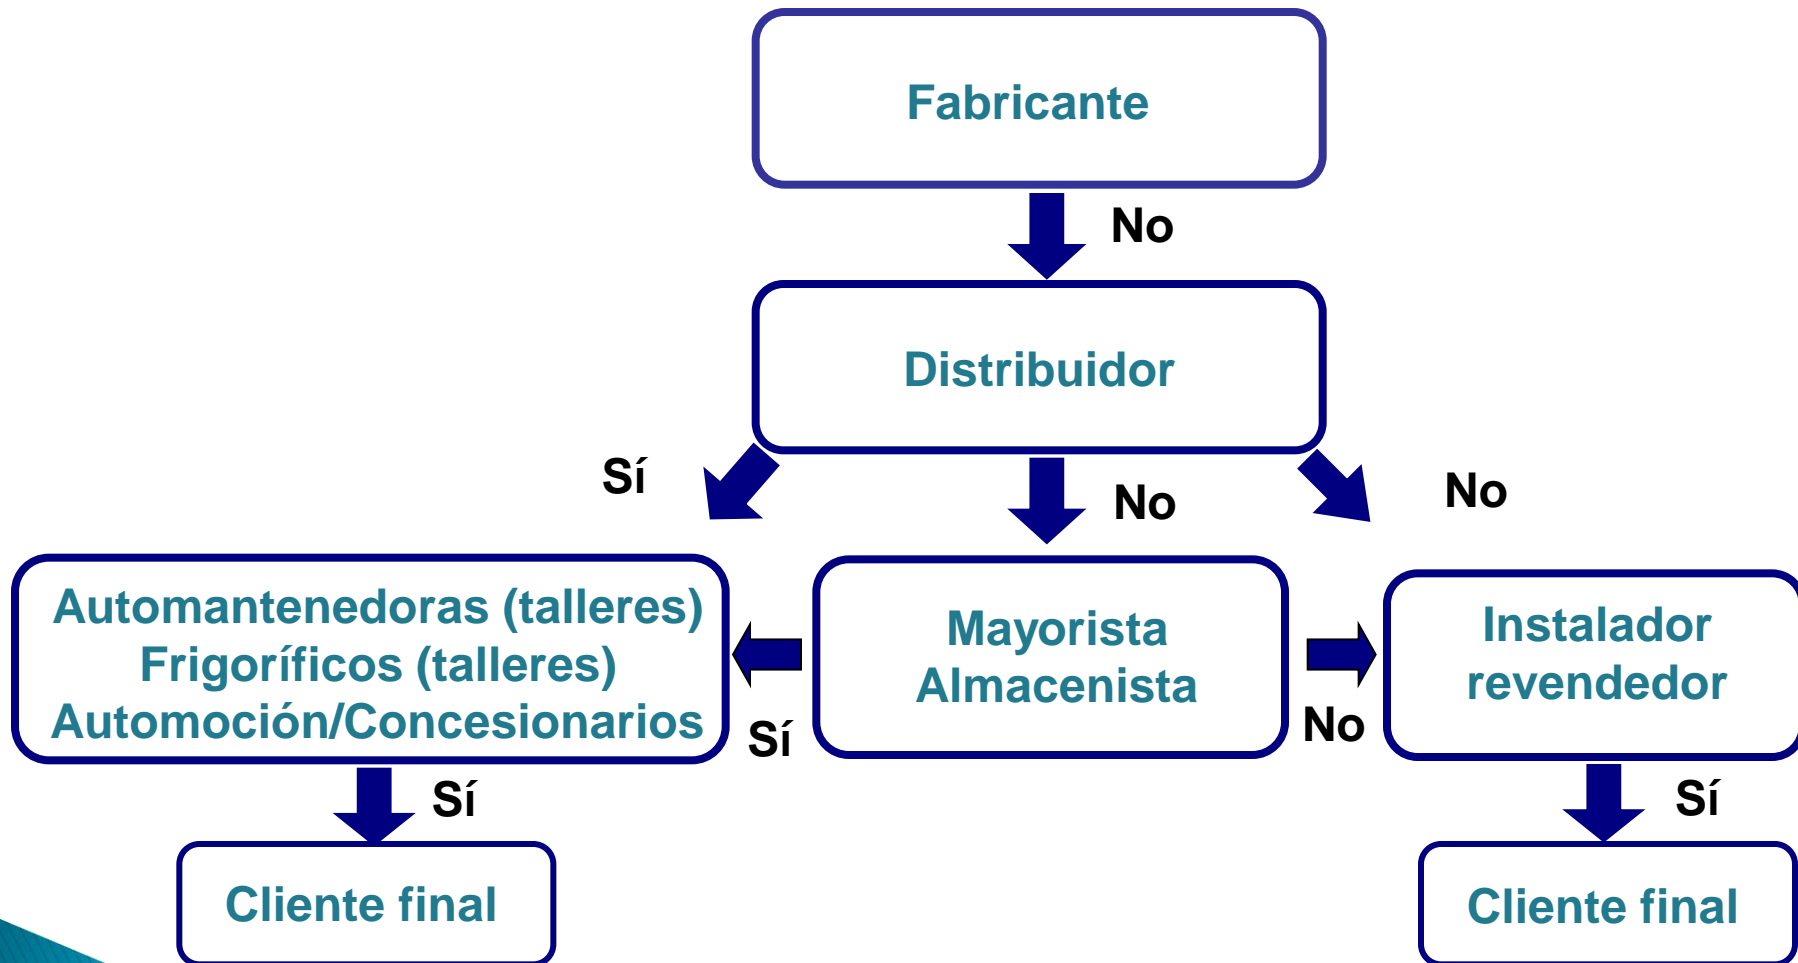 Fabricante
No
Distribuidor
Sí
No
No
Automantenedoras (talleres)
Frigoríficos (talleres)
Automoción/Concesionarios
Mayorista
Almacenista
Instalador
revendedor
Sí
No
Sí
Sí
Cliente final
Cliente final